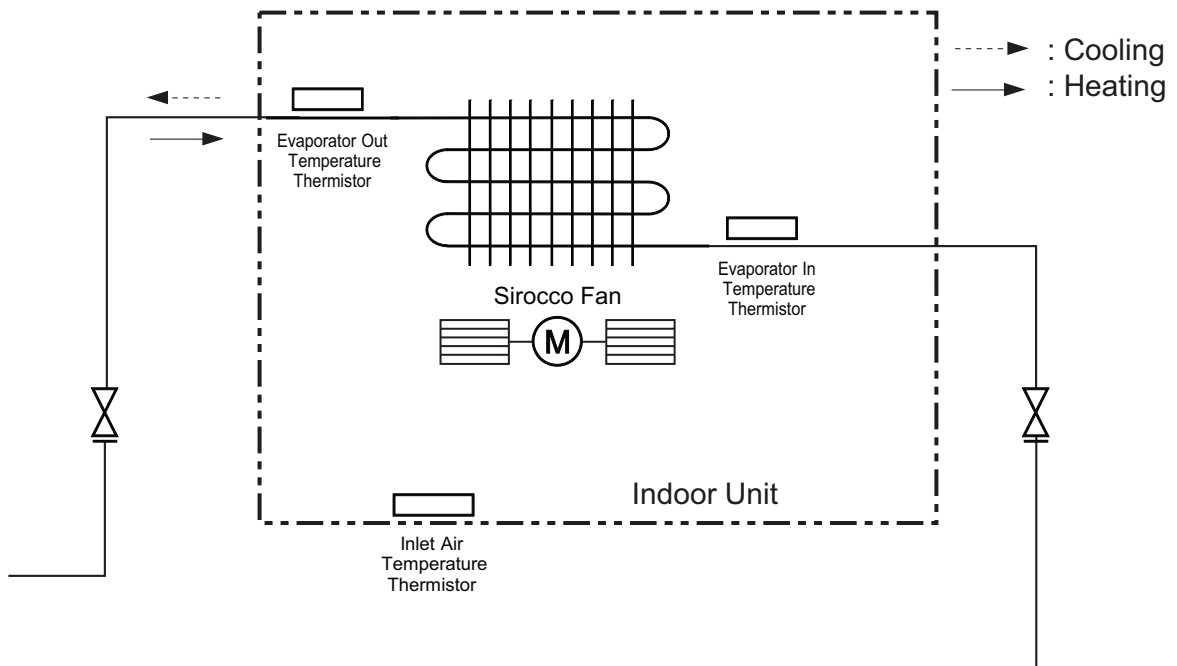 : Cooling
: Heating
Evaporator Out
Temperature
Thermistor
Evaporator In
Temperature
Thermistor
Sirocco Fan
M
Indoor Unit
Inlet Air
Temperature
Thermistor